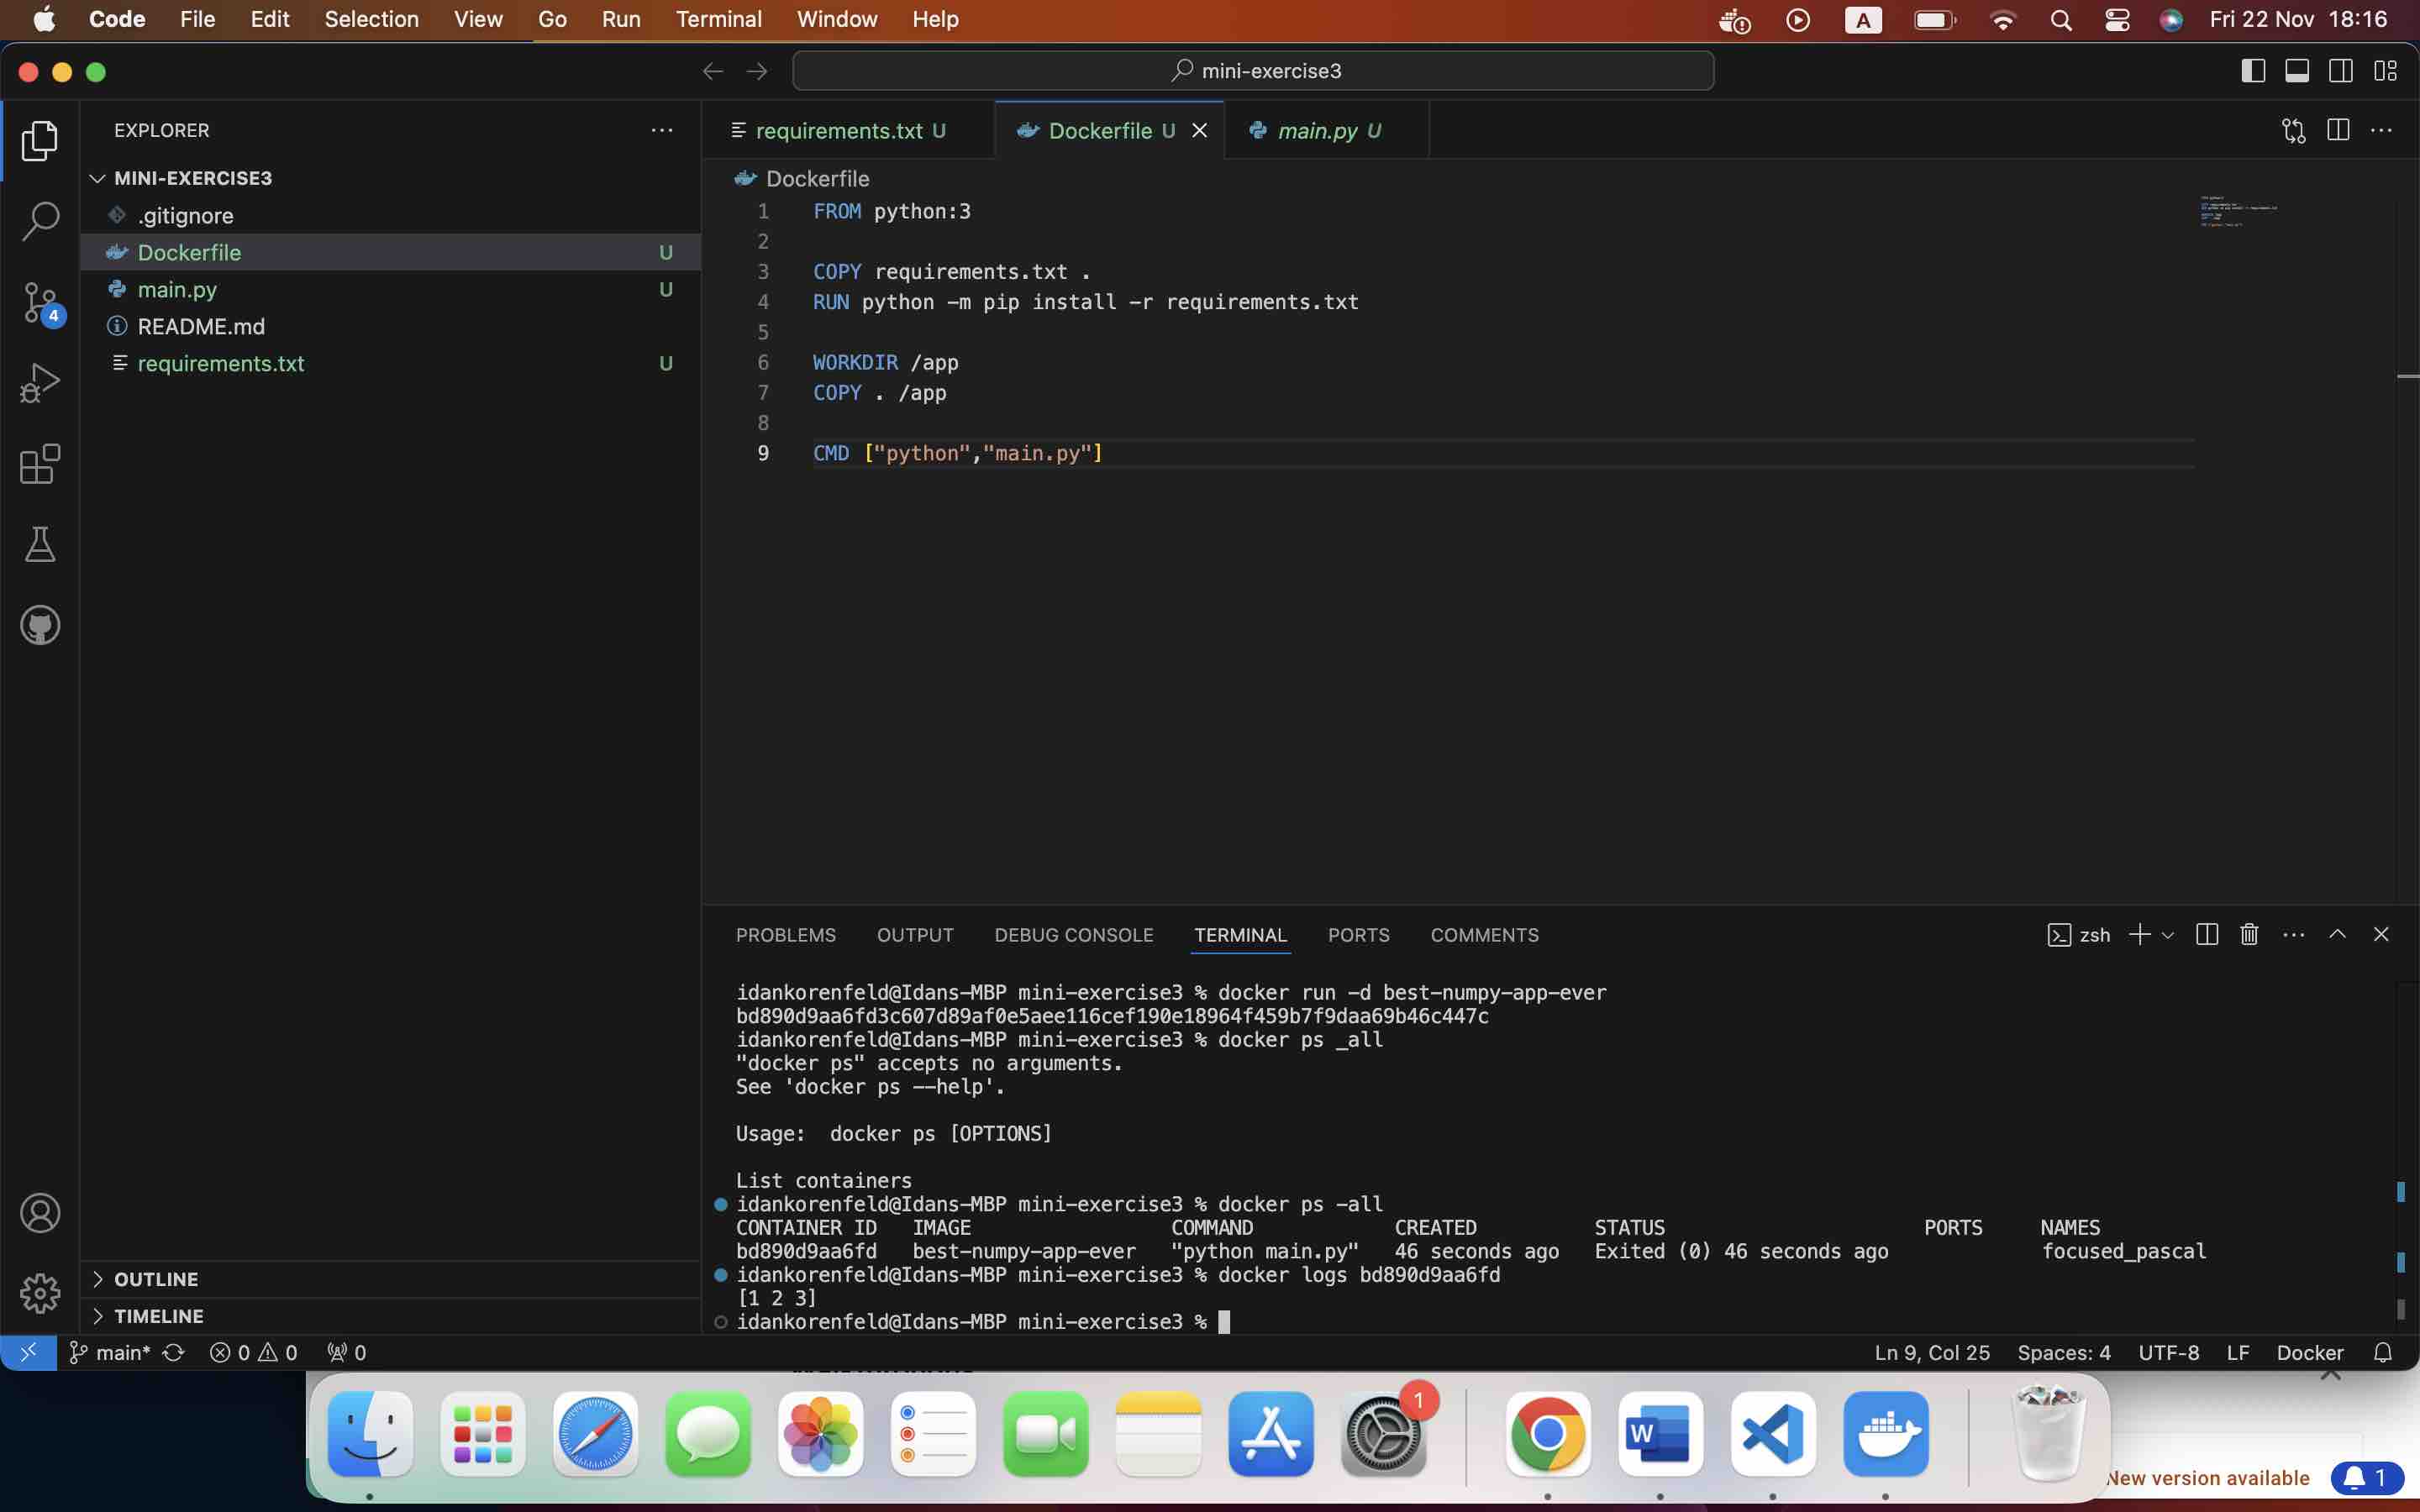 Code File Edit Selection View Go Run Terminal Window Help A Fri 22 Nov 18:16
mini-exercise3
EXPLORER
MINI-EXERCISE3
.gitignore
Dockerfile U
main.py U
README.md
requirements.txt U
4
OUTLINE
TIMELINE
requirements.txt U Dockerfile U main.py U
Dockerfile
1 FROM python:3
2
3 COPY requirements.txt .
4 RUN python -m pip install -r requirements.txt
5
6 WORKDIR /app
7 COPY . /app
8
9 CMD ["python","main.py"]
PROBLEMS OUTPUT DEBUG CONSOLE TERMINAL PORTS COMMENTS zsh
idankorenfeld@Idans-MBP mini-exercise3 % docker run -d best-numpy-app-ever
bd890d9aa6fd3c607d89af0e5aee116cef190e18964f459b7f9daa69b46c447c
idankorenfeld@Idans-MBP mini-exercise3 % docker ps _all
"docker ps" accepts no arguments.
See 'docker ps --help'.
Usage:  docker ps [OPTIONS]
List containers
idankorenfeld@Idans-MBP mini-exercise3 % docker ps -all
CONTAINER ID   IMAGE                 COMMAND            CREATED          STATUS                      PORTS     NAMES
bd890d9aa6fd   best-numpy-app-ever   "python main.py"   46 seconds ago   Exited (0) 46 seconds ago             focused_pascal
idankorenfeld@Idans-MBP mini-exercise3 % docker logs bd890d9aa6fd
[1 2 3]
idankorenfeld@Idans-MBP mini-exercise3 %
main* 0 0 0 Ln 9, Col 25 Spaces: 4 UTF-8 LF Docker
1
W
New version available 1